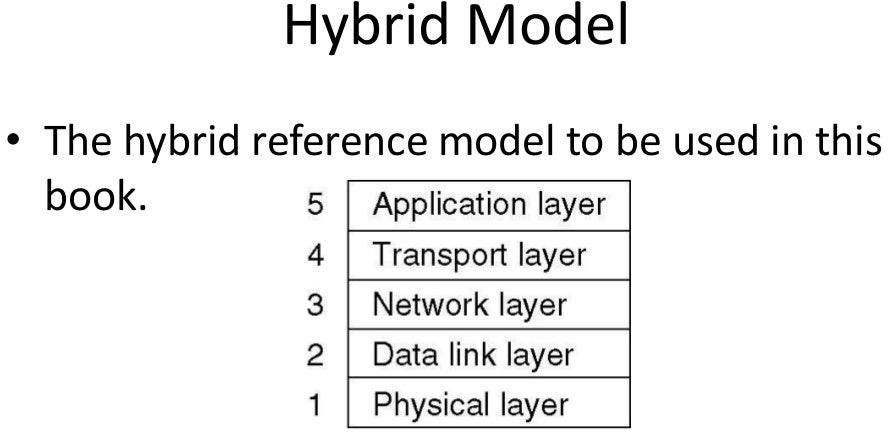 Hybrid Model
• The hybrid reference model to be used in this
book.
5 Application layer
4 Transport layer
3 Network layer
2 Data link layer
1 Physical layer